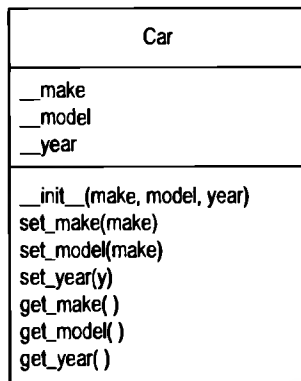 Car
__make
__model
__year
__init__(make, model, year)
set_make(make)
set_model(make)
set_year(y)
get_make( )
get_model( )
get_year( )